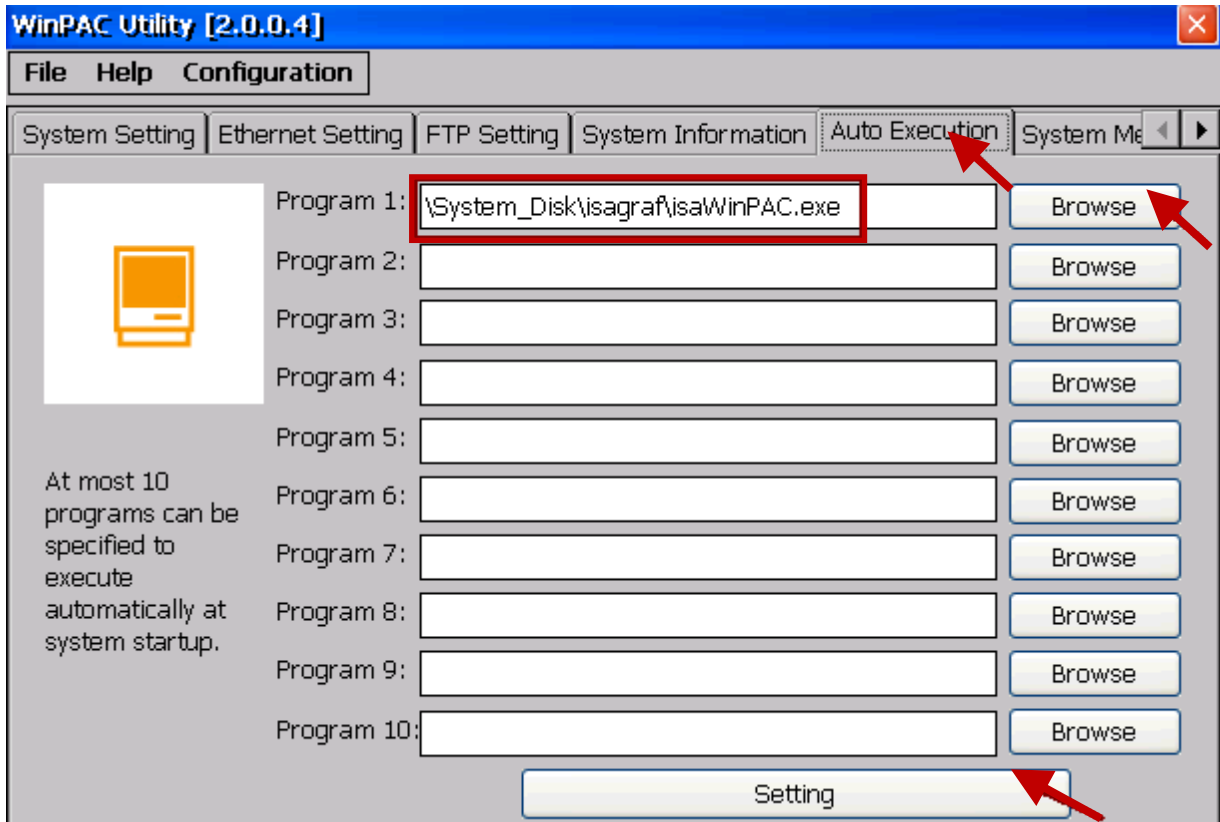 WinPAC Utility [2.0.0.4]
File Help Configuration
System Setting Ethernet Setting FTP Setting System Information Auto Execution System Me
Program 1: \System_Disk\isagraf\isaWinPAC.exe Browse
Program 2: Browse
Program 3: Browse
Program 4: Browse
Program 5: Browse
Program 6: Browse
Program 7: Browse
Program 8: Browse
Program 9: Browse
Program 10: Browse
At most 10
programs can be
specified to
execute
automatically at
system startup.
Setting